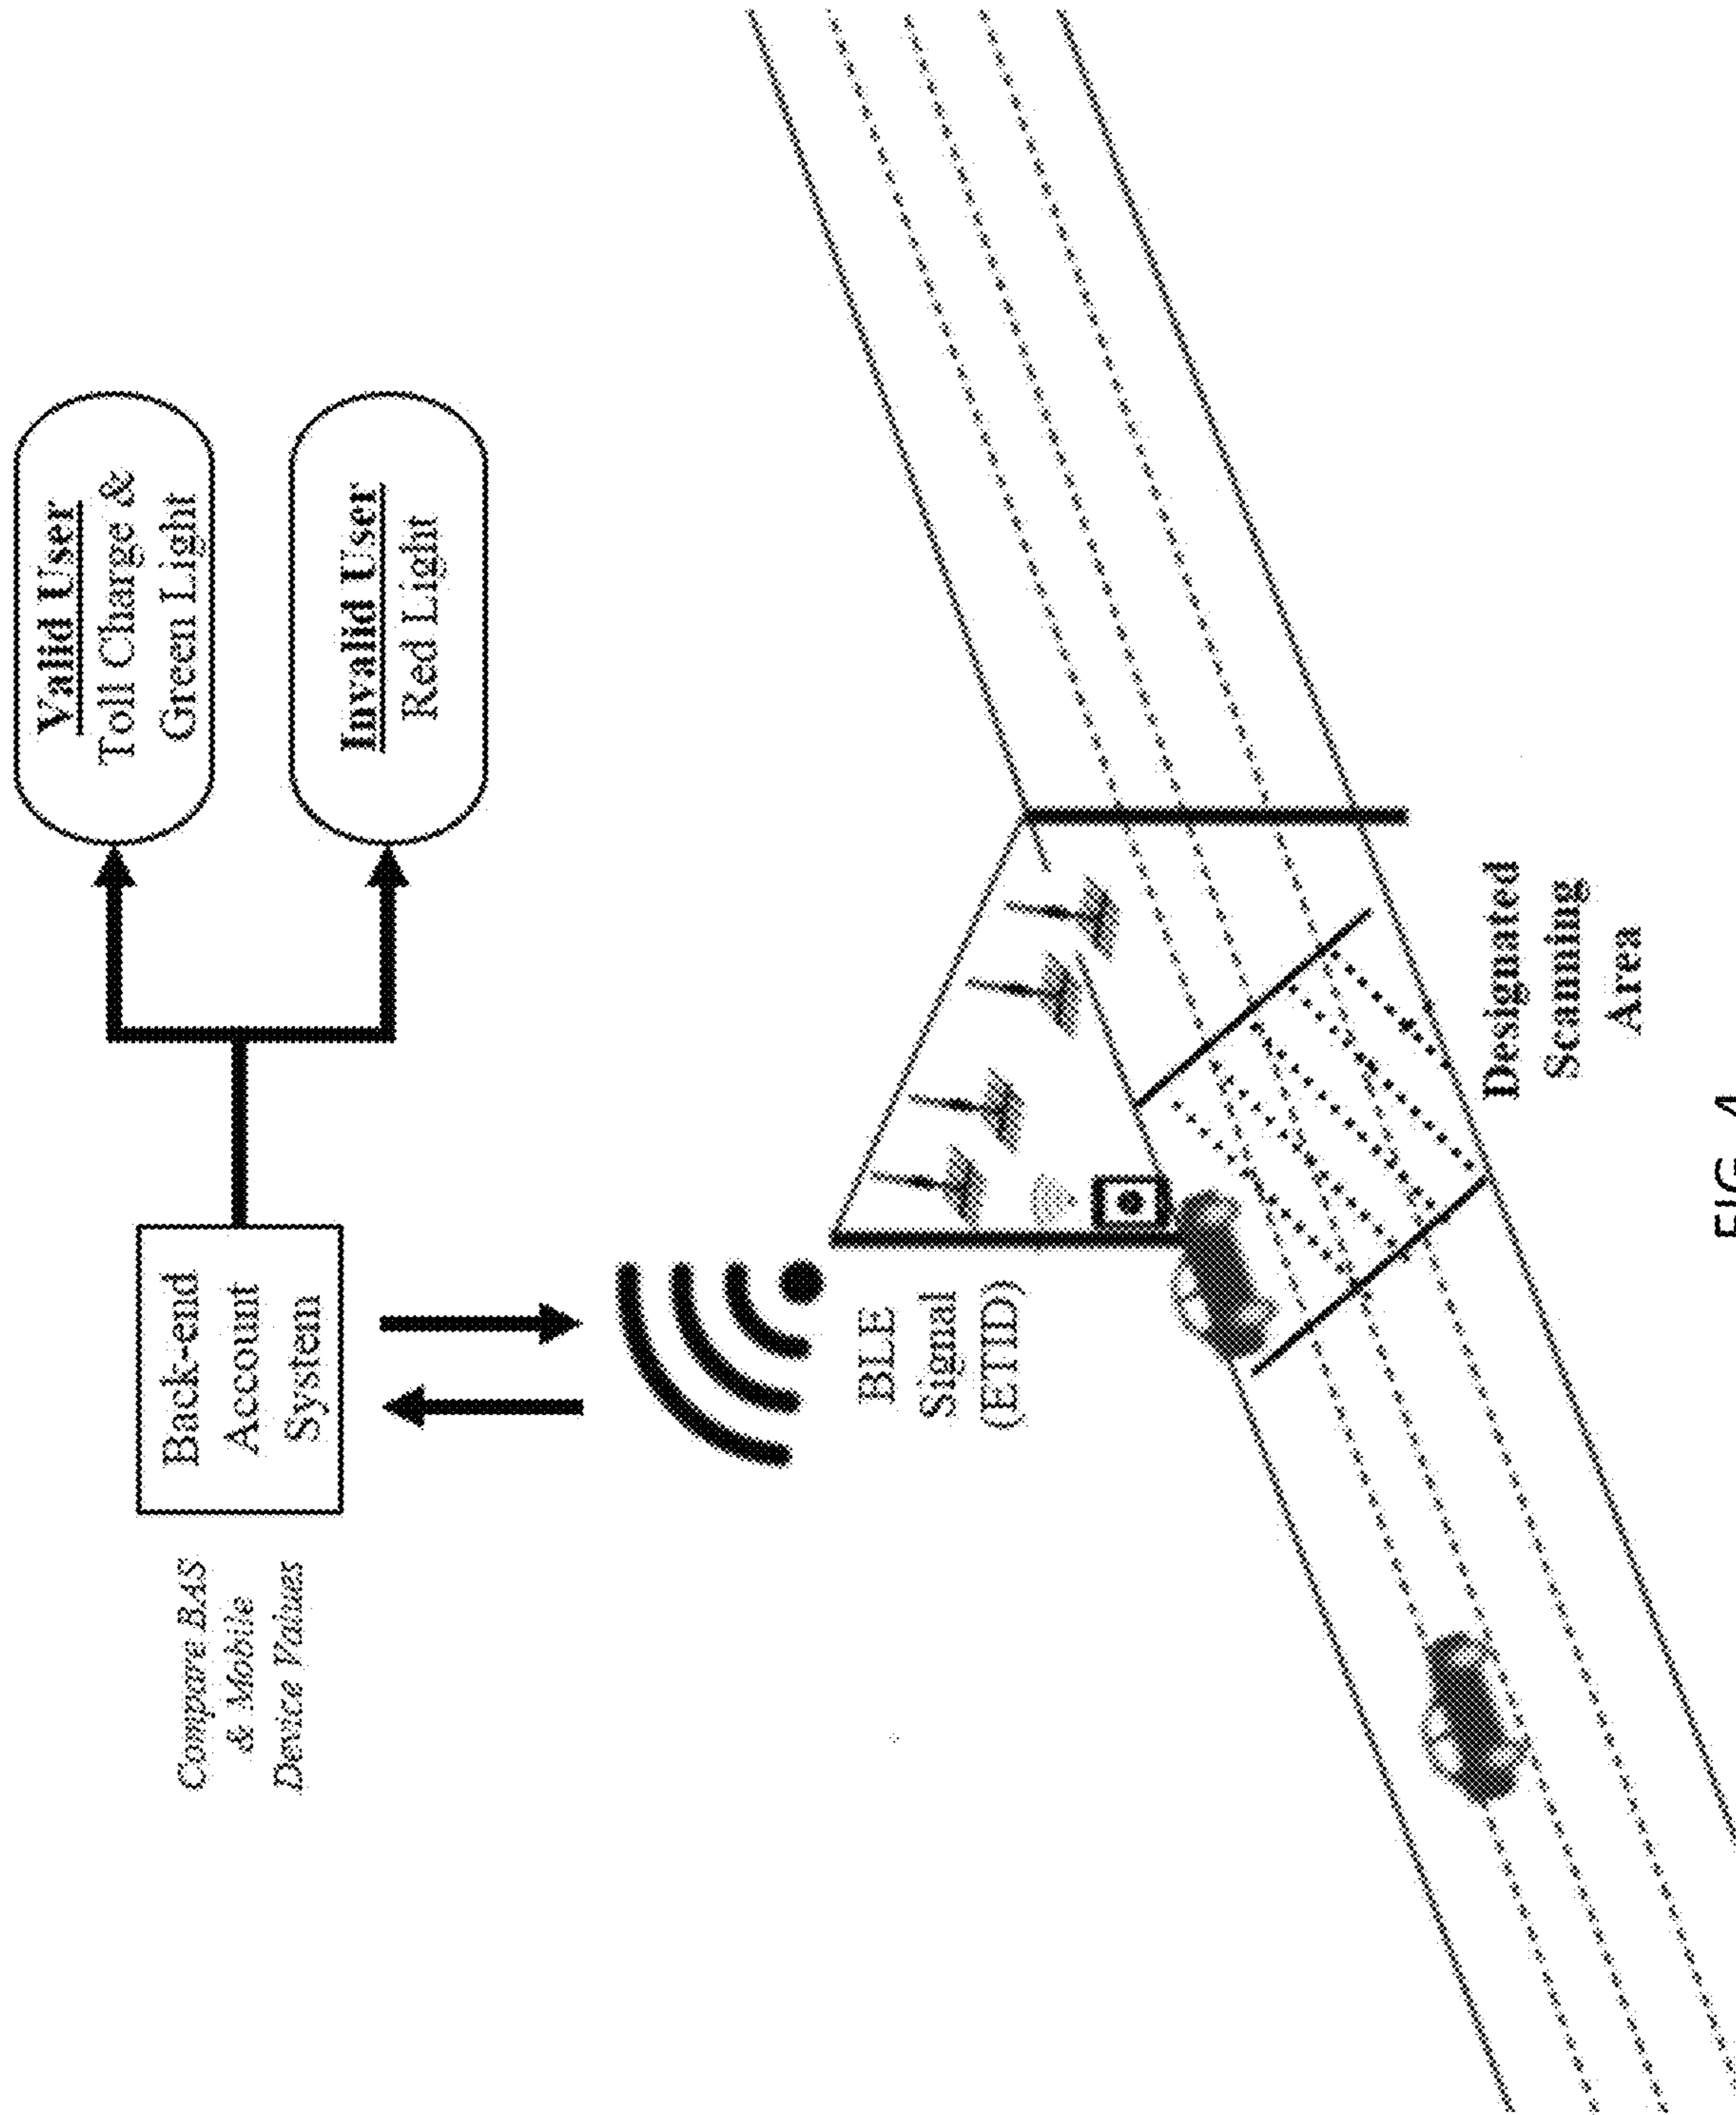 Compare BAS
& Mobile
Device Values
Back-end
Account
System
Valid User
Toll Charge &
Green Light
Invalid User
Red Light
BLE
Signal
(ETID)
Designated
Scanning
Area
FIG. 4